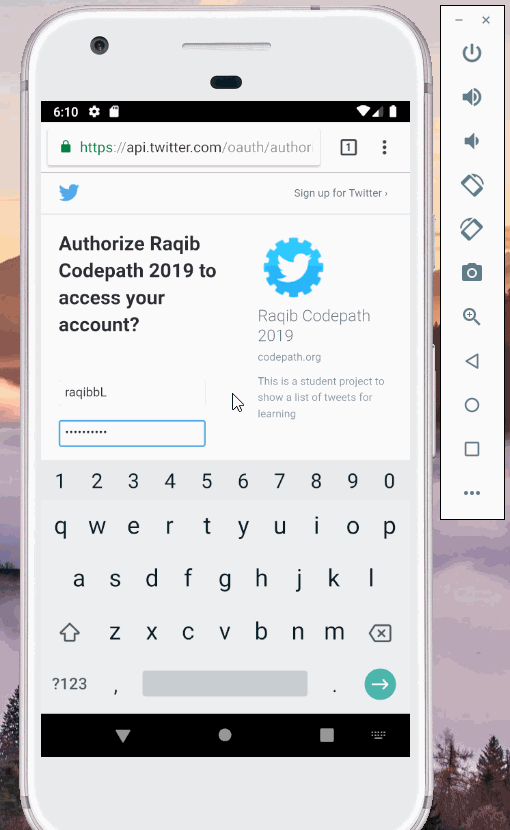 6:10
https://api.twitter.com/oauth/author
1
Sign up for Twitter ›
Authorize Raqib
Codepath 2019 to
access your
account?
Raqib Codepath
2019
codepath.org
This is a student project to
show a list of tweets for
learning
raqibbL
••••••••••
1 2 3 4 5 6 7 8 9 0
q w e r t y u i o p
a s d f g h j k l
z x c v b n m
?123 , .